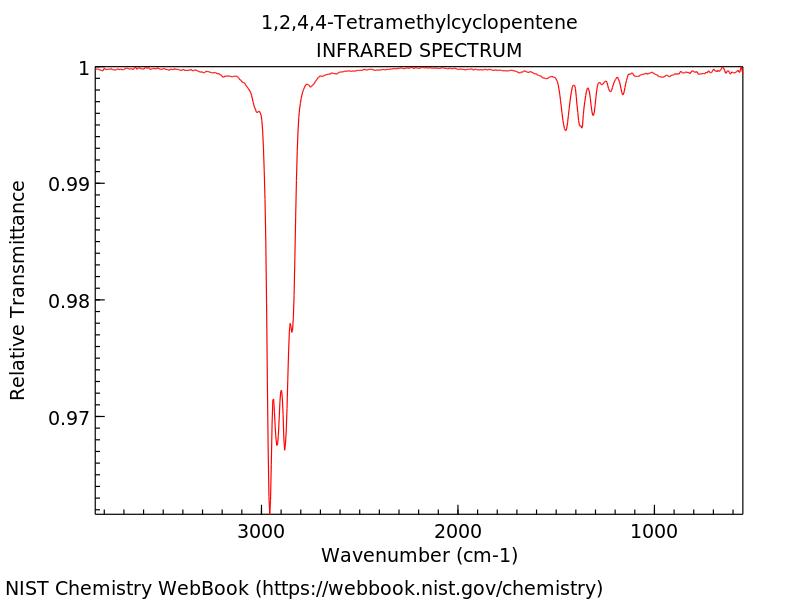 1,2,4,4-Tetramethylcyclopentene
INFRARED SPECTRUM
1
0.99
0.98
0.97
Relative Transmittance
3000 2000 1000
Wavenumber (cm-1)
NIST Chemistry WebBook (https://webbook.nist.gov/chemistry)